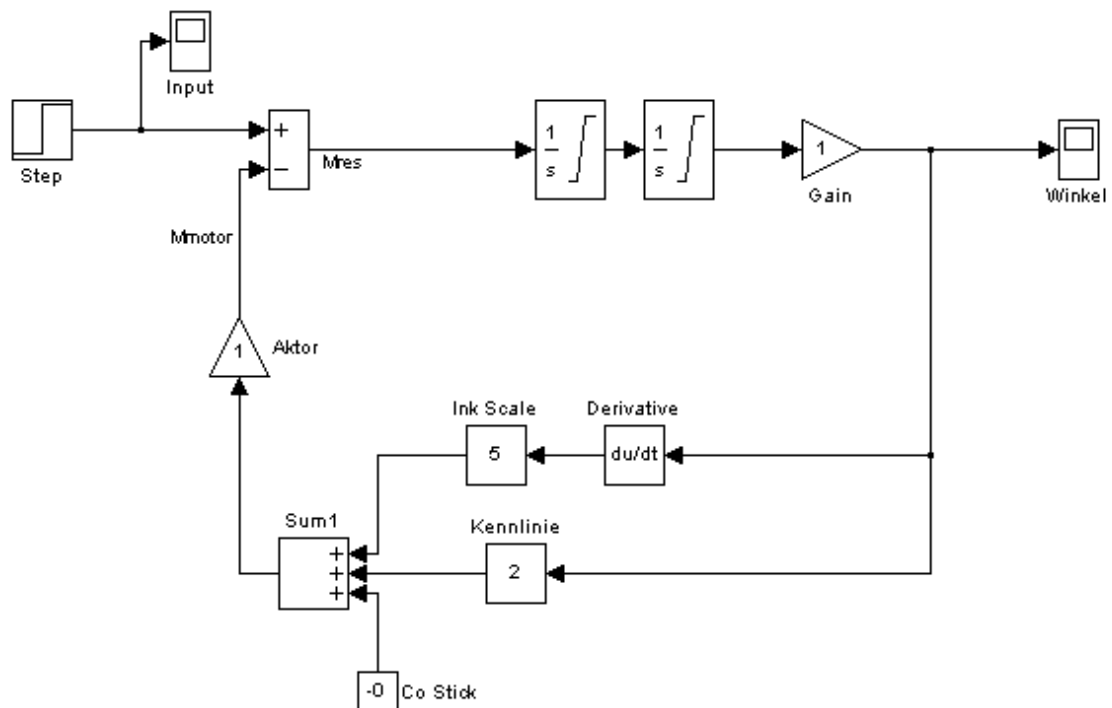 Input
Step
+
−
Mres
1
s
1
s
1
Gain
Winkel
Mmotor
1
Aktor
Ink Scale
Derivative
5
du/dt
Sum1
Kennlinie
+
+
+
2
-0
Co Stick